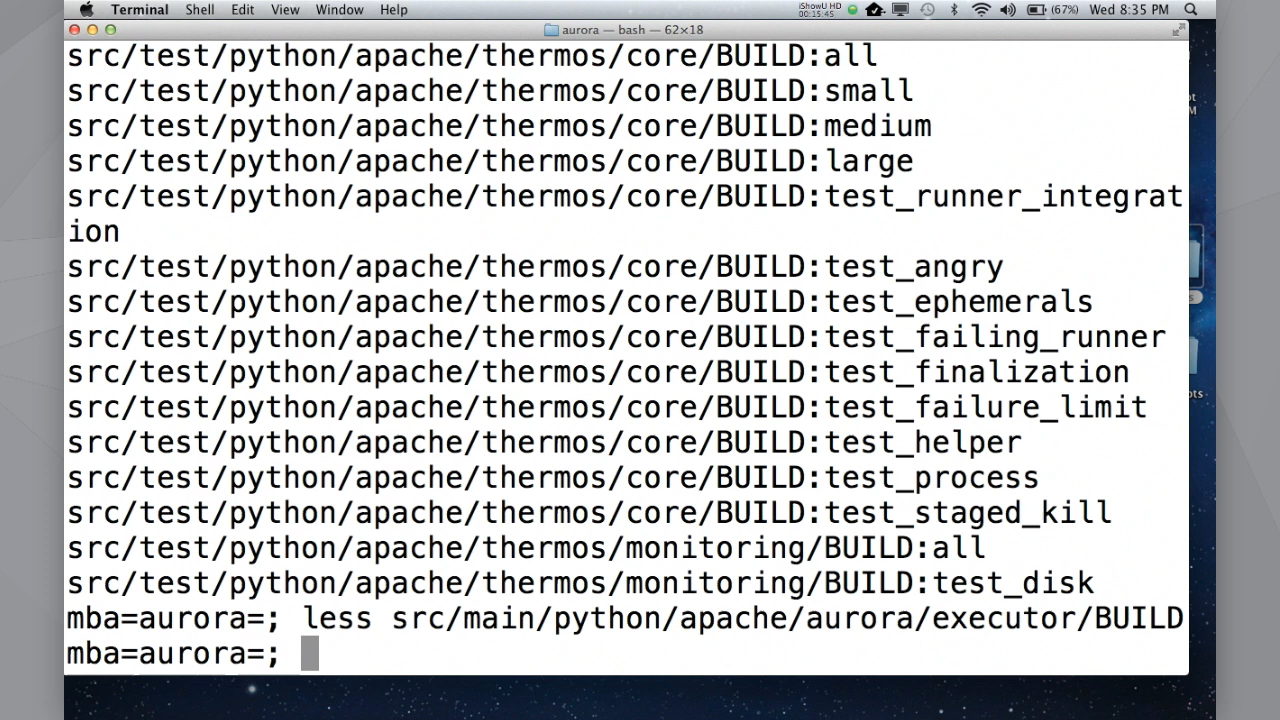 Terminal Shell Edit View Window Help iShowU HD 00:15:45 (67%) Wed 8:35 PM
aurora — bash — 62×18
src/test/python/apache/thermos/core/BUILD:all
src/test/python/apache/thermos/core/BUILD:small
src/test/python/apache/thermos/core/BUILD:medium
src/test/python/apache/thermos/core/BUILD:large
src/test/python/apache/thermos/core/BUILD:test_runner_integrat
ion
src/test/python/apache/thermos/core/BUILD:test_angry
src/test/python/apache/thermos/core/BUILD:test_ephemerals
src/test/python/apache/thermos/core/BUILD:test_failing_runner
src/test/python/apache/thermos/core/BUILD:test_finalization
src/test/python/apache/thermos/core/BUILD:test_failure_limit
src/test/python/apache/thermos/core/BUILD:test_helper
src/test/python/apache/thermos/core/BUILD:test_process
src/test/python/apache/thermos/core/BUILD:test_staged_kill
src/test/python/apache/thermos/monitoring/BUILD:all
src/test/python/apache/thermos/monitoring/BUILD:test_disk
mba=aurora=; less src/main/python/apache/aurora/executor/BUILD
mba=aurora=;